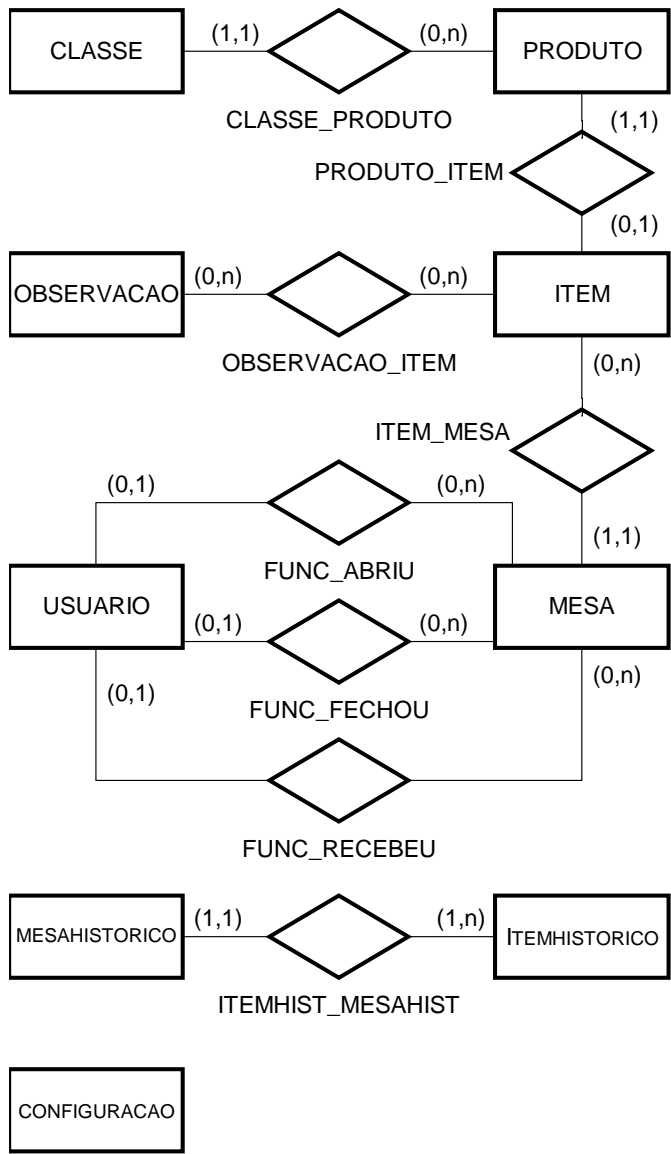 CLASSE (1,1) (0,n) PRODUTO
CLASSE_PRODUTO
(1,1)
PRODUTO_ITEM
(0,1)
OBSERVACAO (0,n) (0,n) ITEM
OBSERVACAO_ITEM
(0,n)
ITEM_MESA
(0,1) (0,n)
(1,1)
FUNC_ABRIU
USUARIO (0,1) (0,n) MESA
(0,1) (0,n)
FUNC_FECHOU
FUNC_RECEBEU
MESAHISTORICO (1,1) (1,n) ITEMHISTORICO
ITEMHIST_MESAHIST
CONFIGURACAO